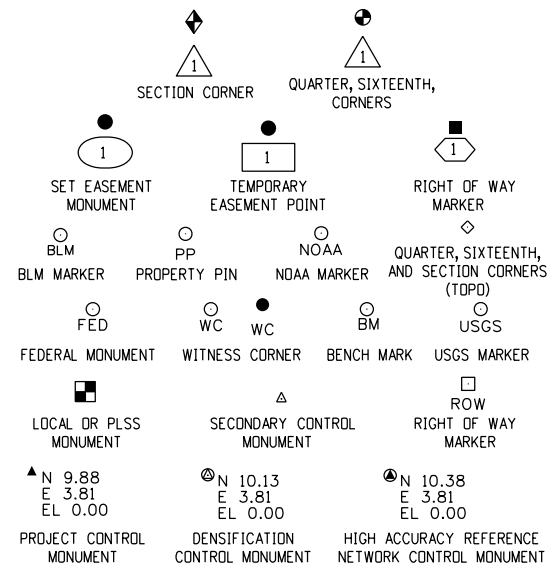 1
1
SECTION CORNER
QUARTER, SIXTEENTH,
CORNERS
1
1
1
SET EASEMENT
MONUMENT
TEMPORARY
EASEMENT POINT
RIGHT OF WAY
MARKER
BLM
PP
NOAA
BLM MARKER
PROPERTY PIN
NOAA MARKER
QUARTER, SIXTEENTH,
AND SECTION CORNERS
(TOPO)
FED
WC
WC
BM
USGS
FEDERAL MONUMENT
WITNESS CORNER
BENCH MARK
USGS MARKER
ROW
LOCAL OR PLSS
MONUMENT
SECONDARY CONTROL
MONUMENT
RIGHT OF WAY
MARKER
N 9.88
E 3.81
EL 0.00
N 10.13
E 3.81
EL 0.00
N 10.38
E 3.81
EL 0.00
PROJECT CONTROL
MONUMENT
DENSIFICATION
CONTROL MONUMENT
HIGH ACCURACY REFERENCE
NETWORK CONTROL MONUMENT